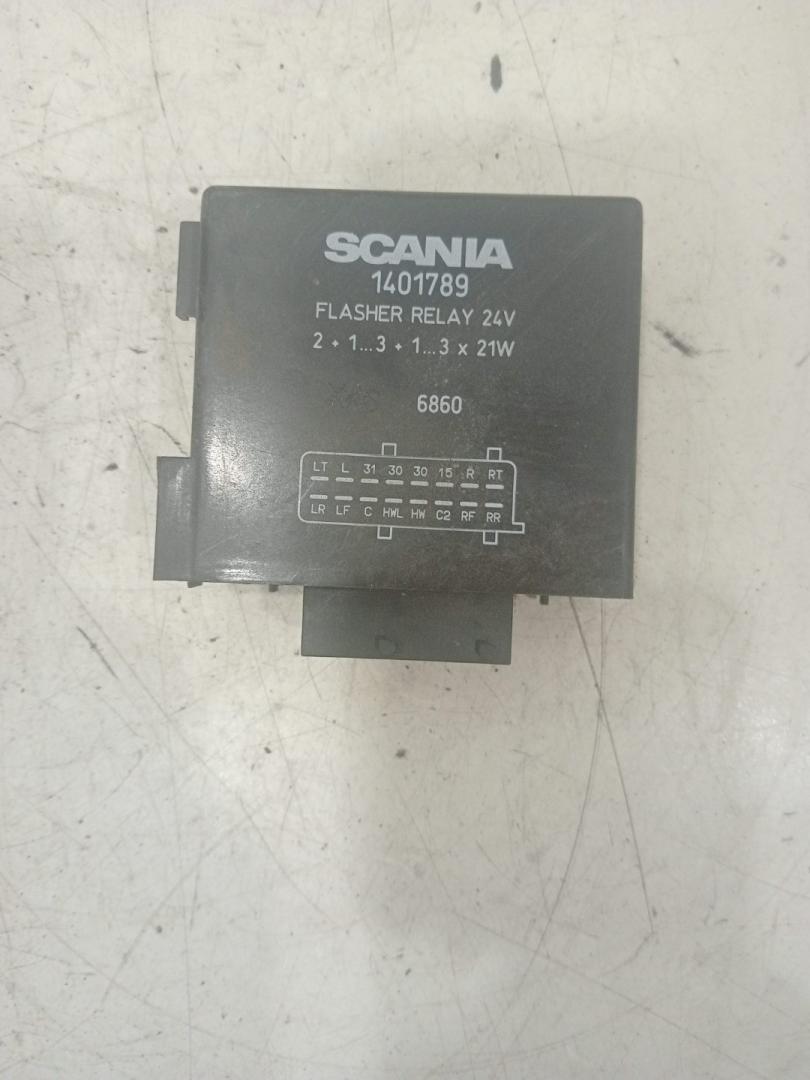 SCANIA
1401789
FLASHER RELAY 24V
2 + 1...3 + 1...3 x 21W
6860
LT L 31 30 30 15 R RT
LR LF C HWL HW C2 RF RR